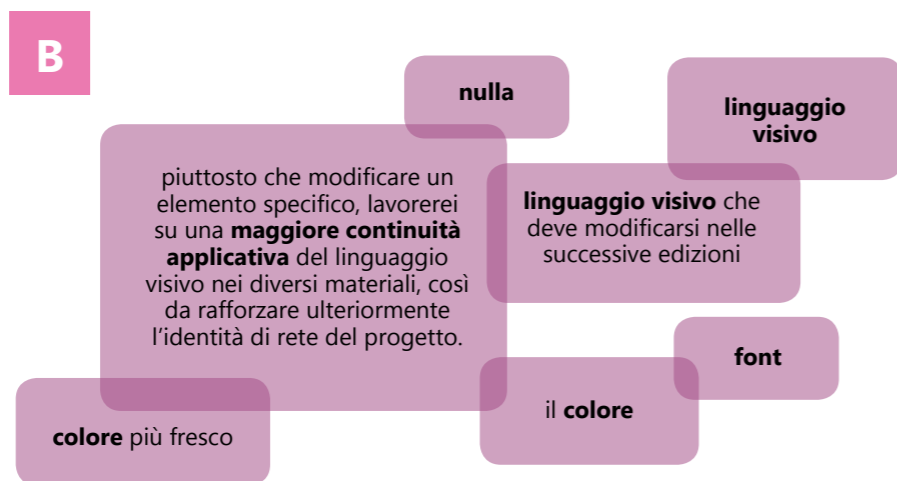 B
nulla
linguaggio
visivo
piuttosto che modificare un
elemento specifico, lavorerei
su una maggiore continuità
applicativa del linguaggio
visivo nei diversi materiali, così
da rafforzare ulteriormente
l’identità di rete del progetto.
linguaggio visivo che
deve modificarsi nelle
successive edizioni
font
il colore
colore più fresco